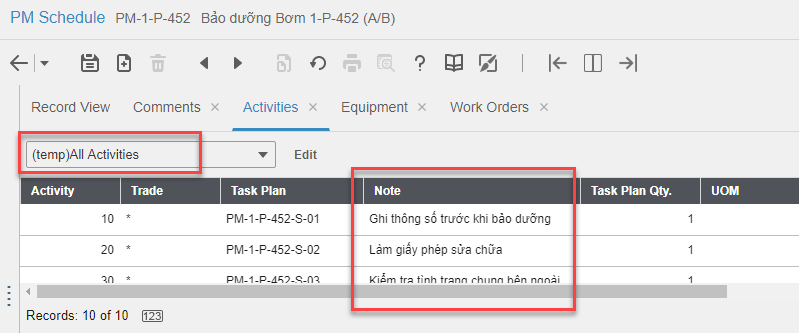 PM Schedule PM-1-P-452 Bảo dưỡng Bơm 1-P-452 (A/B)
Record View Comments Activities Equipment Work Orders
(temp)All Activities Edit
Activity Trade Task Plan Note Task Plan Qty. UOM
10 * PM-1-P-452-S-01 Ghi thông số trước khi bảo dưỡng 1
20 * PM-1-P-452-S-02 Làm giấy phép sửa chữa 1
30 * PM-1-P-452-S-03 Kiểm tra tình trạng chung bên ngoài 1
Records: 10 of 10 123